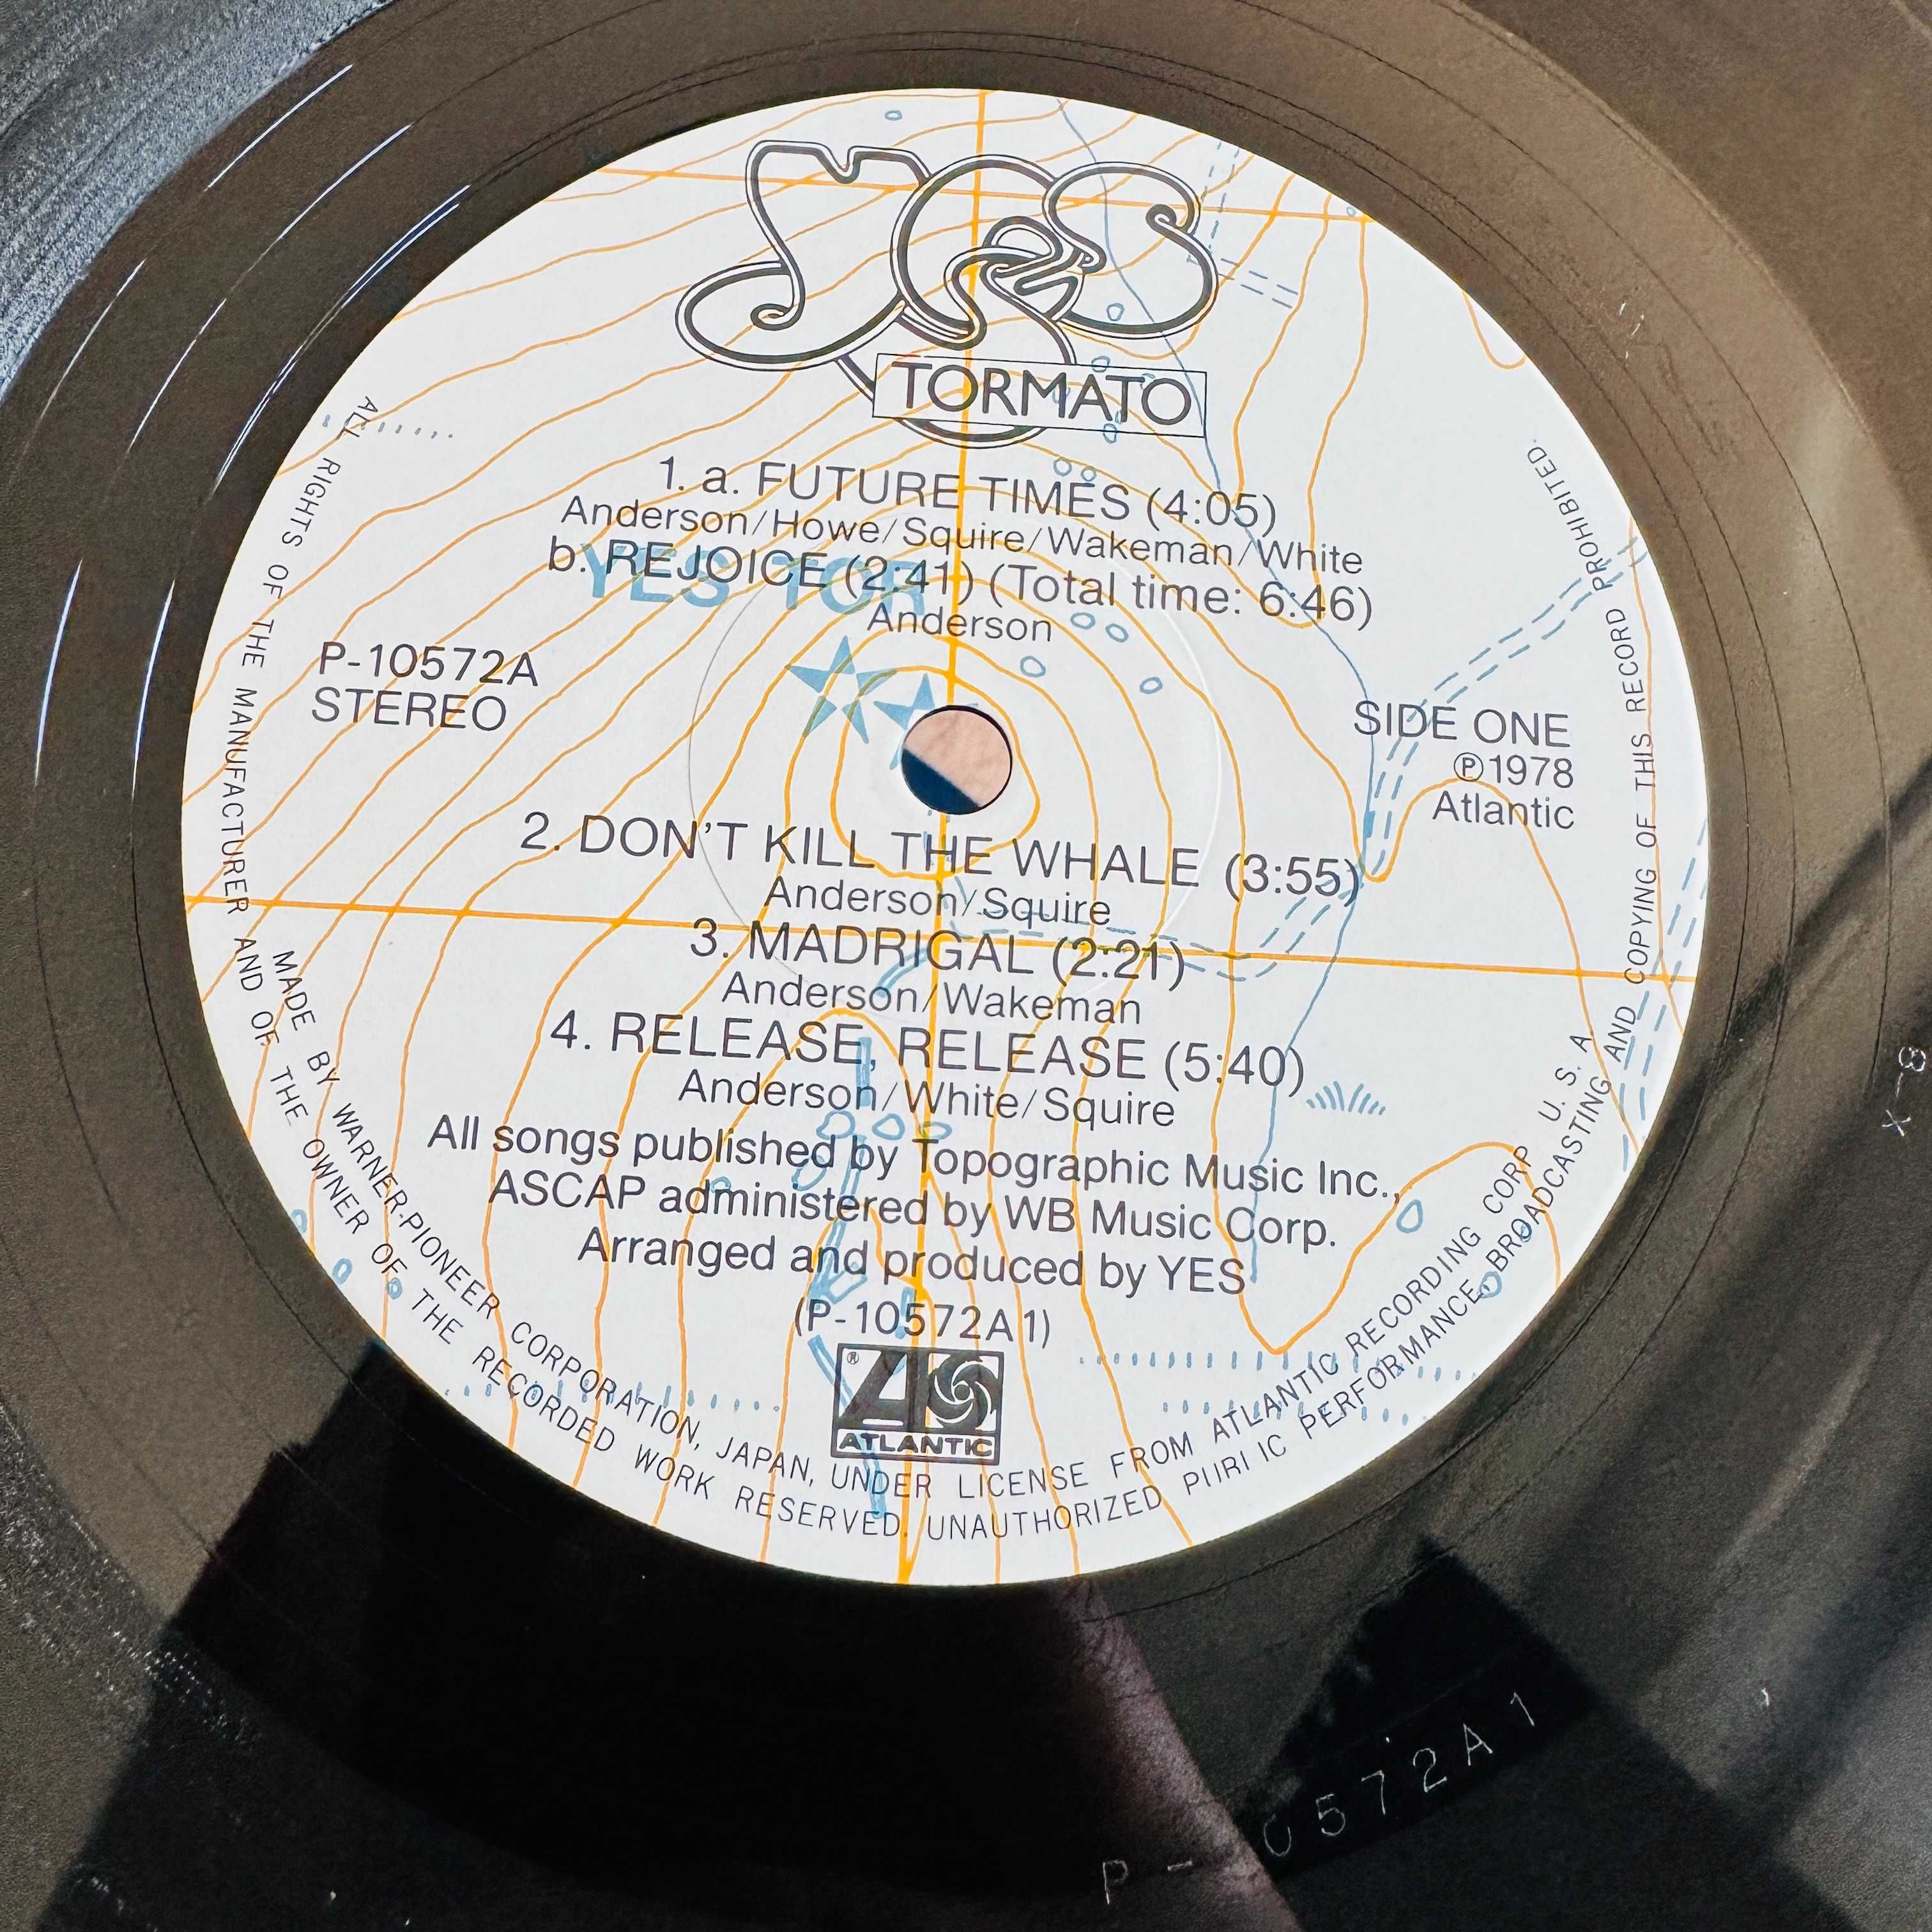 YES
TORMATO
1. a. FUTURE TIMES (4:05)
Anderson/Howe/Squire/Wakeman/White
b. REJOICE (2:41) (Total time: 6:46)
YES TOR
Anderson
P-10572A
STEREO
SIDE ONE
Ⓟ1978
Atlantic
2. DON'T KILL THE WHALE (3:55)
Anderson/Squire
3. MADRIGAL (2:21)
Anderson/Wakeman
4. RELEASE, RELEASE (5:40)
Anderson/White/Squire
All songs published by Topographic Music Inc.,
ASCAP administered by WB Music Corp.
Arranged and produced by YES
(P-10572A1)
®
ATLANTIC
MADE BY WARNER-PIONEER CORPORATION, JAPAN, UNDER LICENSE FROM ATLANTIC RECORDING CORP U. S. A.
ALL RIGHTS OF THE MANUFACTURER AND OF THE OWNER OF THE RECORDED WORK RESERVED. UNAUTHORIZED PUBLIC PERFORMANCE, BROADCASTING AND COPYING OF THIS RECORD PROHIBITED.
8-X
0572A1